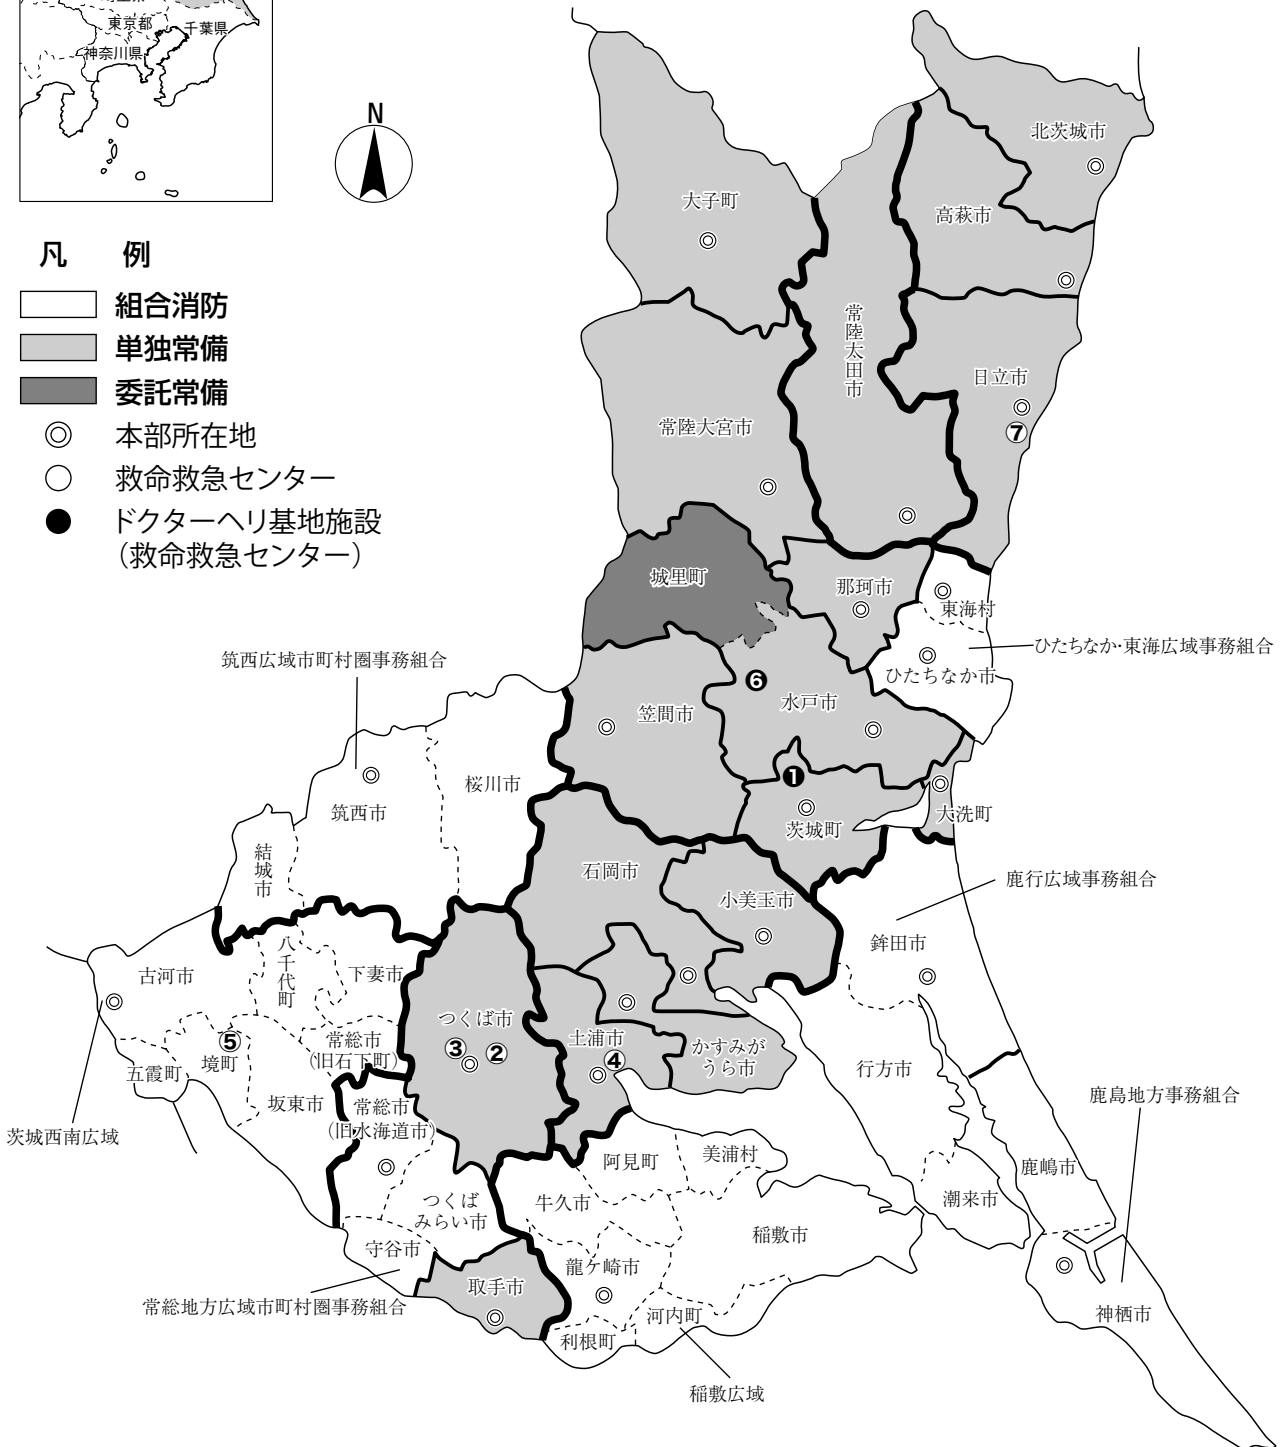 東京都
千葉県
神奈川県
N
凡 例
組合消防
単独常備
委託常備
本部所在地
救命救急センター
ドクターヘリ基地施設
（救命救急センター）
北茨城市
大子町
高萩市
常陸太田市
日立市
⑦
常陸大宮市
城里町
那珂市
東海村
ひたちなか・東海広域事務組合
ひたちなか市
筑西広域市町村圏事務組合
❻
水戸市
笠間市
桜川市
❶
筑西市
茨城町
大洗町
結城市
石岡市
小美玉市
鹿行広域事務組合
鉾田市
八千代町
下妻市
古河市
つくば市
③
②
土浦市
④
かすみが
うら市
⑤
境町
常総市
（旧石下町）
五霞町
坂東市
常総市
（旧水海道市）
行方市
鹿島地方事務組合
茨城西南広域
阿見町
美浦村
鹿嶋市
牛久市
つくば
みらい市
潮来市
稲敷市
守谷市
龍ケ崎市
取手市
常総地方広域市町村圏事務組合
河内町
利根町
神栖市
稲敷広域